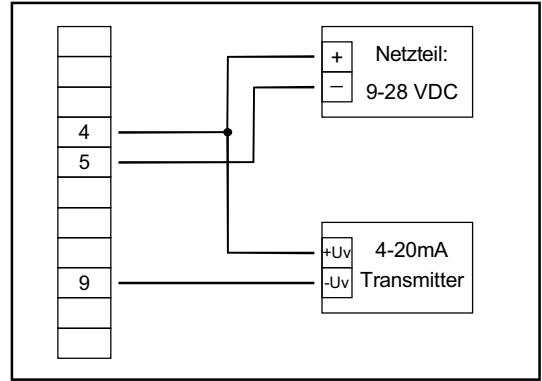 4
5
9
+
–
Netzteil:
9-28 VDC
+Uv
-Uv
4-20mA
Transmitter